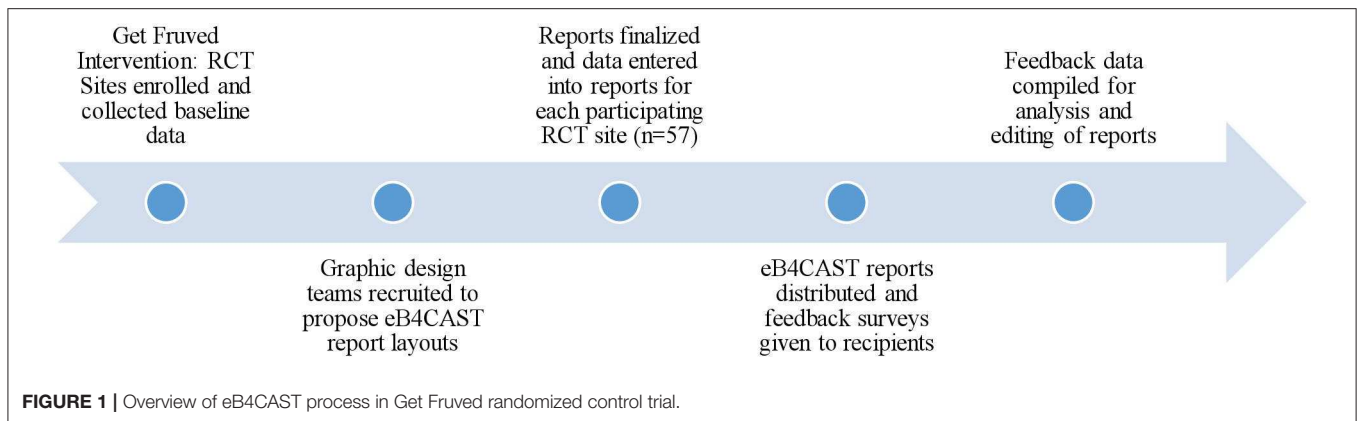 Get Fruved
Intervention: RCT
Sites enrolled and
collected baseline
data
Graphic design
teams recruited to
propose eB4CAST
report layouts
Reports finalized
and data entered
into reports for
each participating
RCT site (n=57)
eB4CAST reports
distributed and
feedback surveys
given to recipients
Feedback data
compiled for
analysis and
editing of reports
FIGURE 1 | Overview of eB4CAST process in Get Fruved randomized control trial.